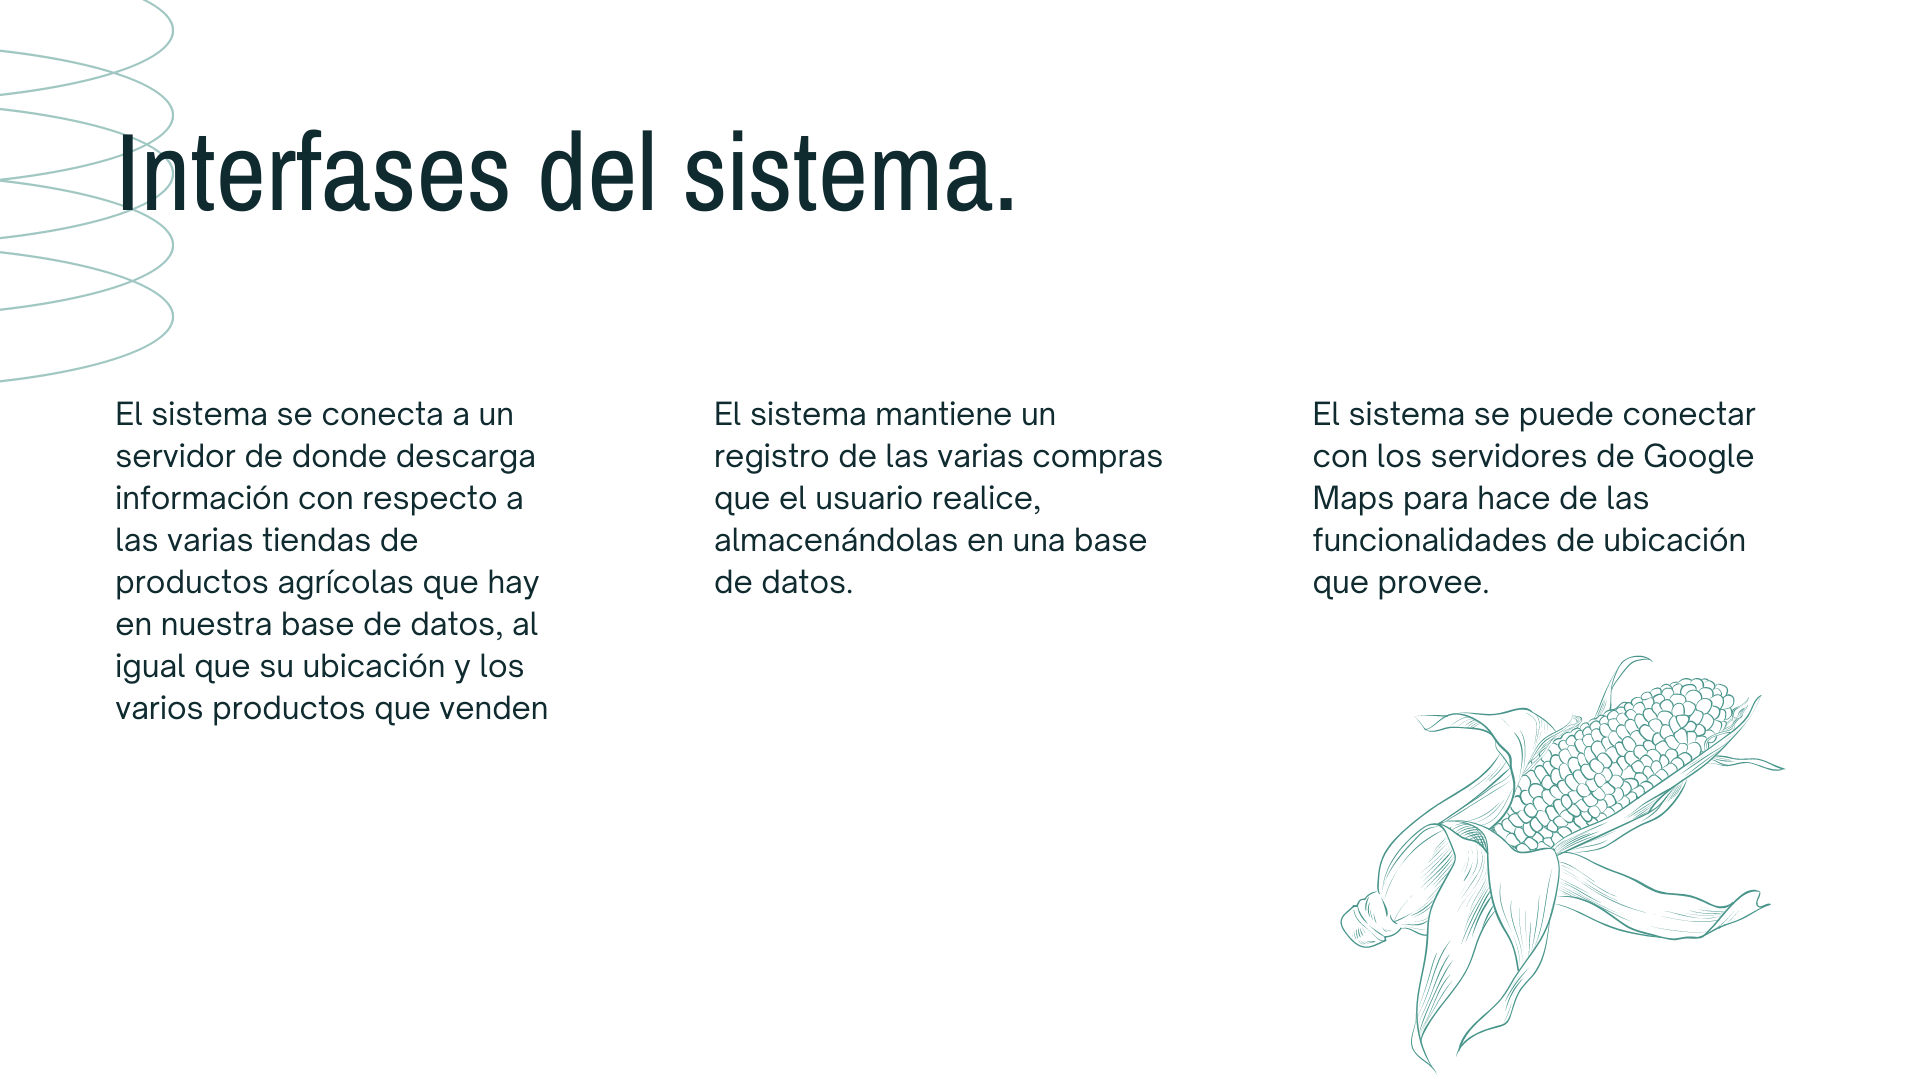 Interfases del sistema.
El sistema se conecta a un
servidor de donde descarga
información con respecto a
las varias tiendas de
productos agrícolas que hay
en nuestra base de datos, al
igual que su ubicación y los
varios productos que venden
El sistema mantiene un
registro de las varias compras
que el usuario realice,
almacenándolas en una base
de datos.
El sistema se puede conectar
con los servidores de Google
Maps para hace de las
funcionalidades de ubicación
que provee.